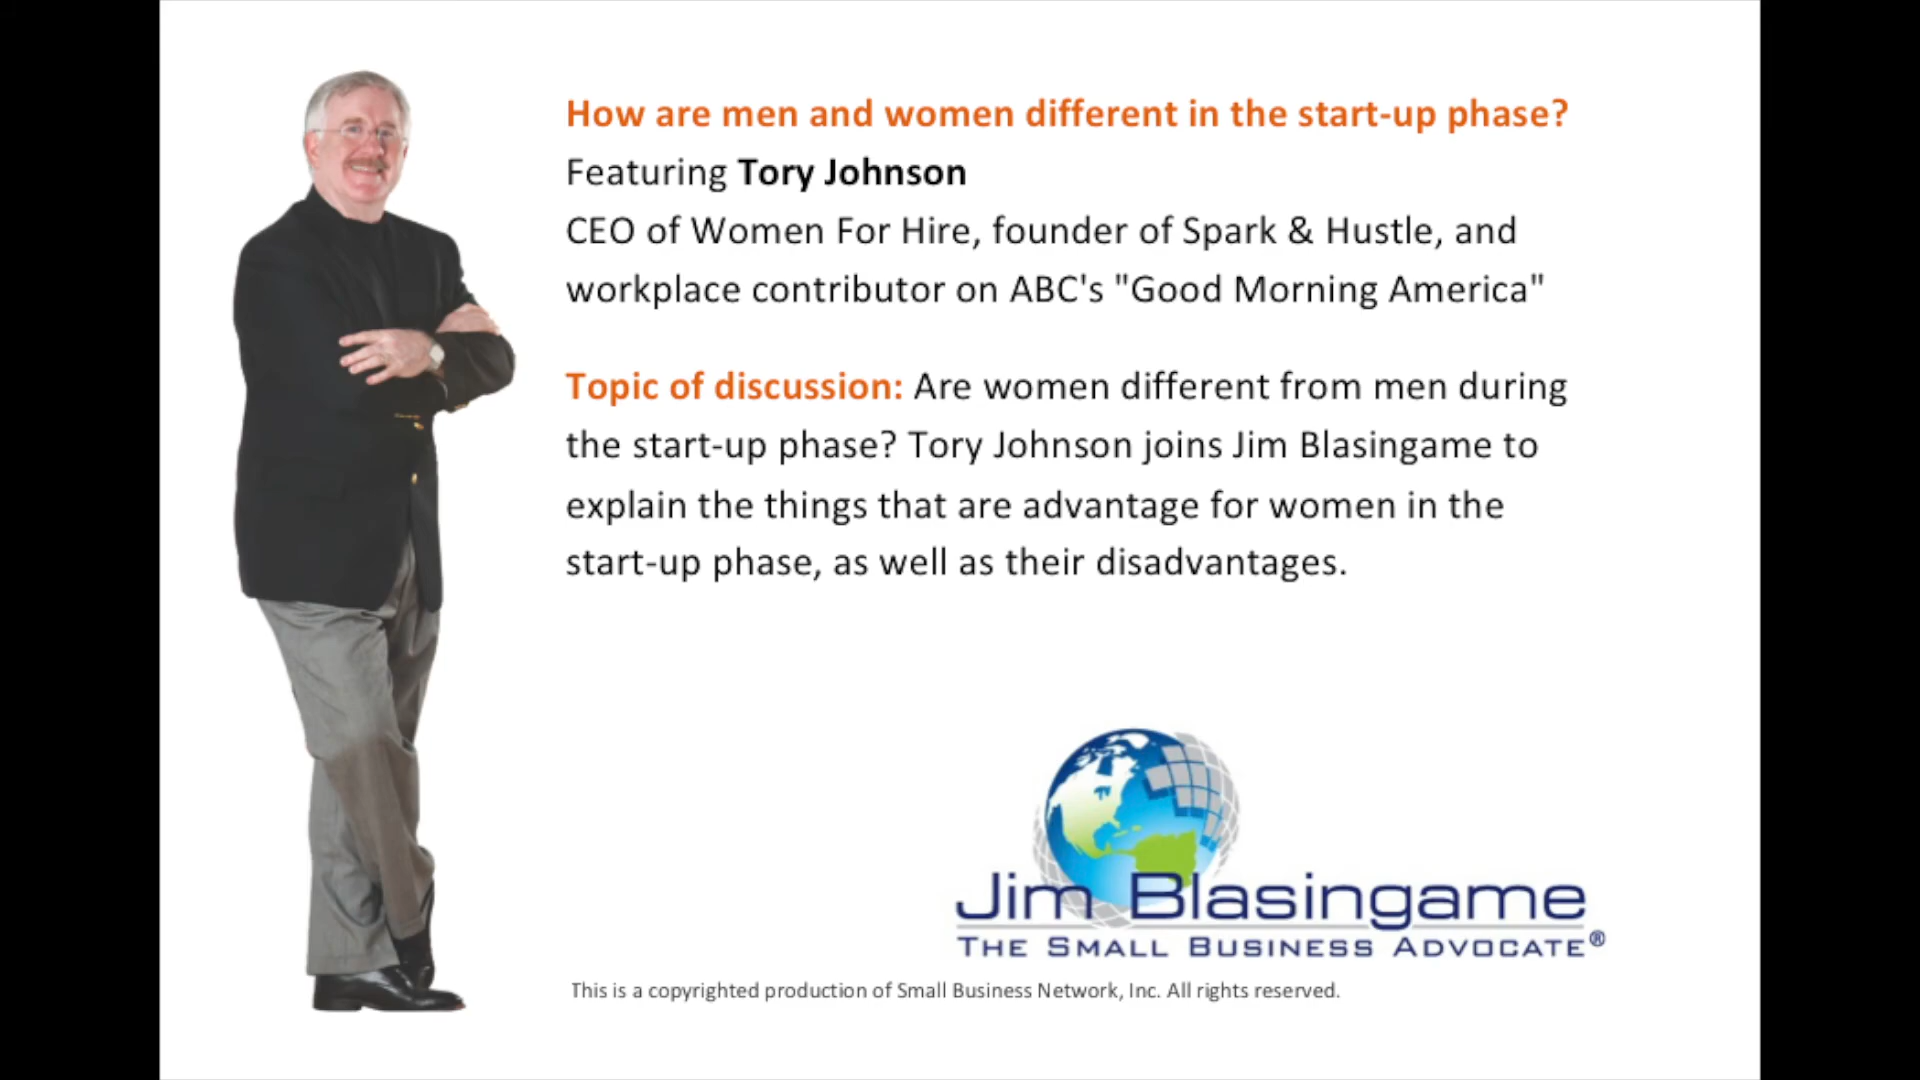 How are men and women different in the start-up phase?
Featuring Tory Johnson
CEO of Women For Hire, founder of Spark & Hustle, and
workplace contributor on ABC's "Good Morning America"
Topic of discussion: Are women different from men during
the start-up phase? Tory Johnson joins Jim Blasingame to
explain the things that are advantage for women in the
start-up phase, as well as their disadvantages.
Jim Blasingame
THE SMALL BUSINESS ADVOCATE®
This is a copyrighted production of Small Business Network, Inc. All rights reserved.